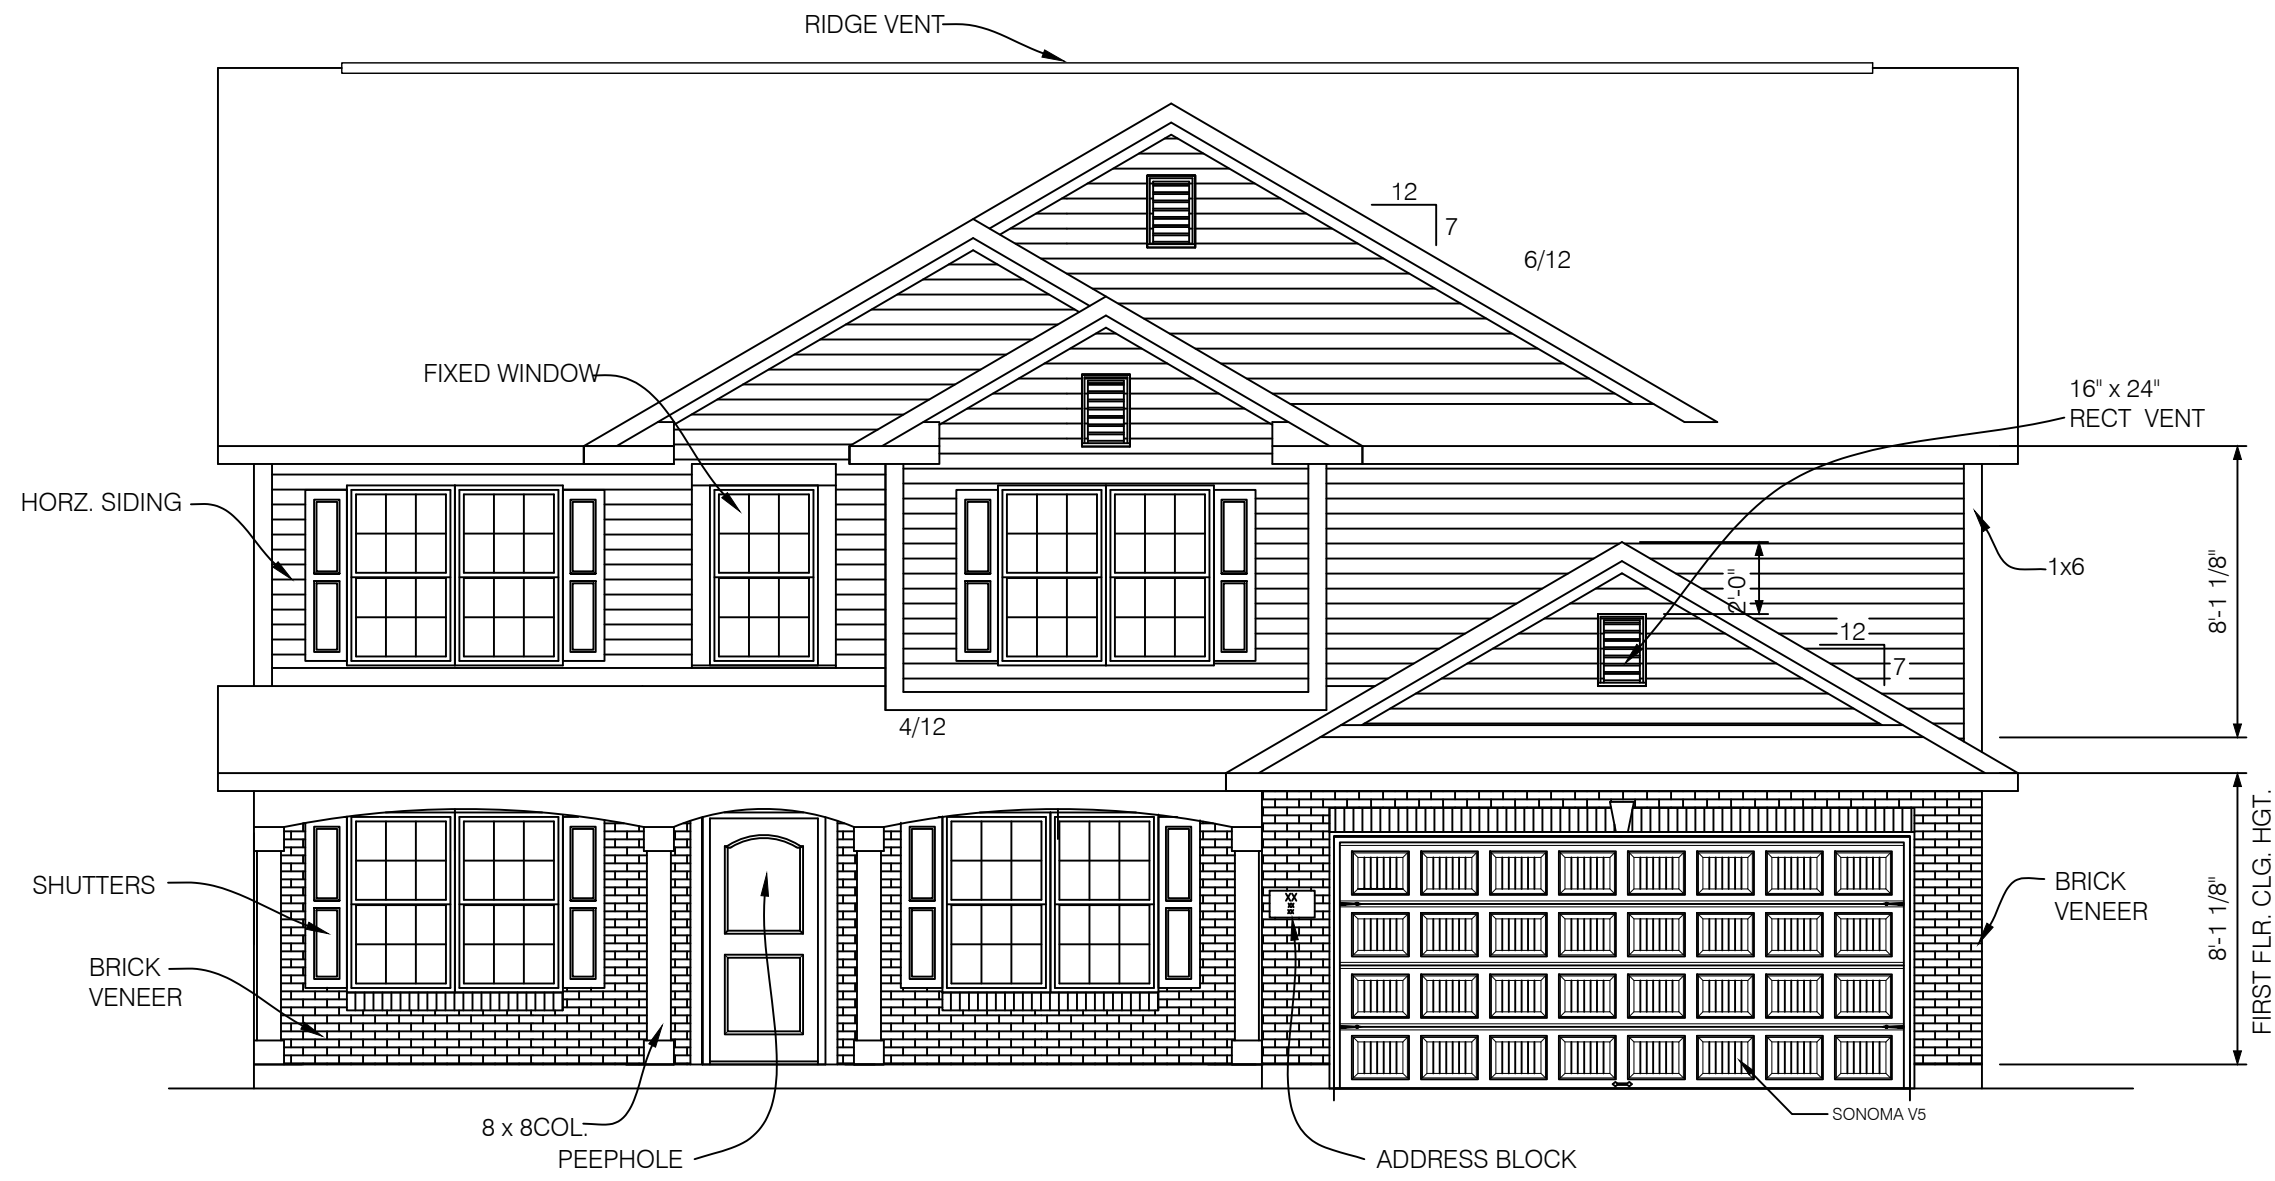 RIDGE VENT
12
7
6/12
FIXED WINDOW
16" x 24"
RECT VENT
HORZ. SIDING
1x6
8'-1 1/8"
2'-0"
12
7
4/12
SHUTTERS
BRICK
VENEER
XX
BRICK
VENEER
8'-1 1/8"
FIRST FLR. CLG. HGT.
8 x 8COL.
PEEPHOLE
SONOMA V5
ADDRESS BLOCK